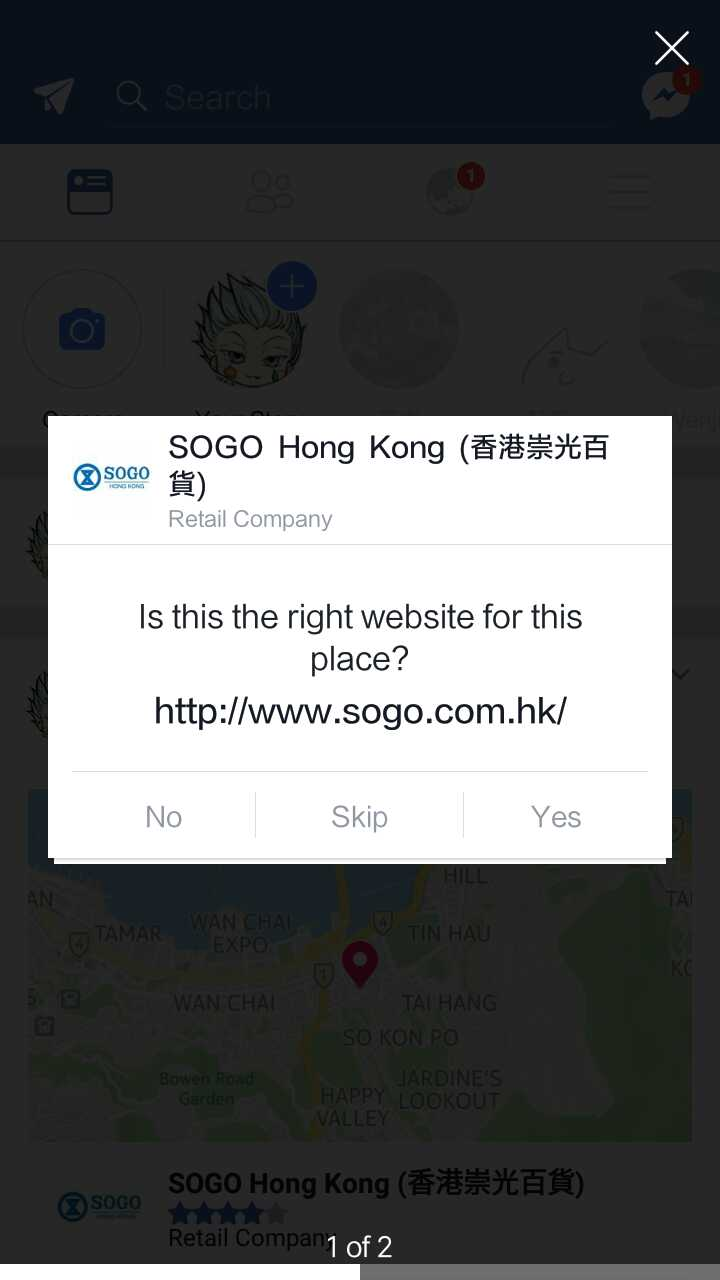 Search
1
1
SOGO Hong Kong (香港崇光百
貨)
SOGO
HONG KONG
Retail Company
Is this the right website for this
place?
http://www.sogo.com.hk/
No
Skip
Yes
HILL
WAN CHAI
EXPO
4
4
TAMAR
TIN HAU
1
WAN CHAI
TAI HANG
SO KON PO
Bowen Road
Garden
JARDINE'S
LOOKOUT
HAPPY
VALLEY
SOGO Hong Kong (香港崇光百貨)
SOGO
Retail Company
1 of 2